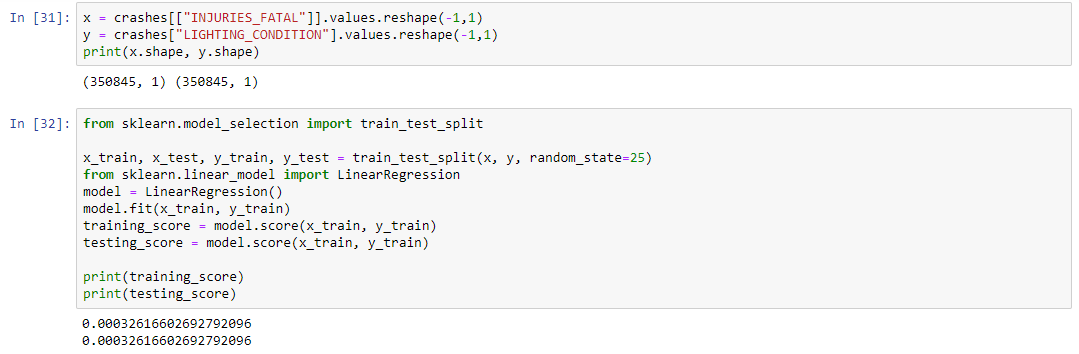 In [31]: x = crashes[["INJURIES_FATAL"]].values.reshape(-1,1)
y = crashes["LIGHTING_CONDITION"].values.reshape(-1,1)
print(x.shape, y.shape)
(350845, 1) (350845, 1)
In [32]: from sklearn.model_selection import train_test_split
x_train, x_test, y_train, y_test = train_test_split(x, y, random_state=25)
from sklearn.linear_model import LinearRegression
model = LinearRegression()
model.fit(x_train, y_train)
training_score = model.score(x_train, y_train)
testing_score = model.score(x_train, y_train)
print(training_score)
print(testing_score)
0.00032616602692792096
0.00032616602692792096